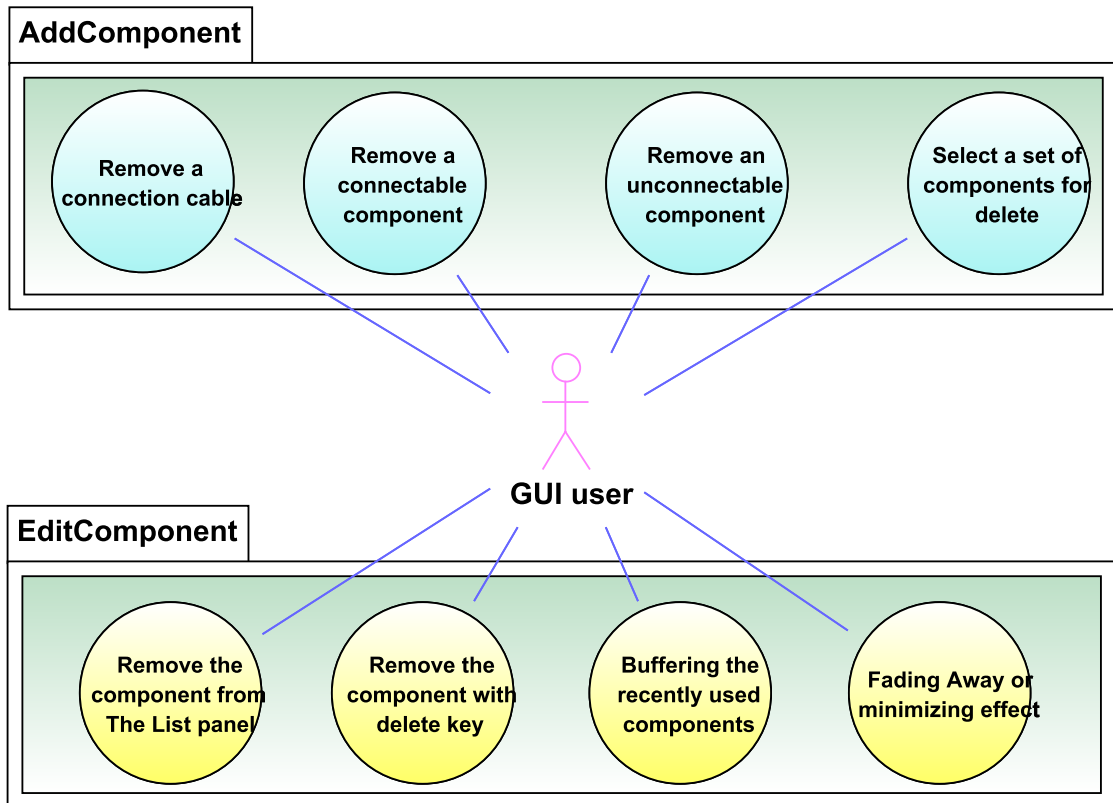 AddComponent
Remove a
connection cable
Remove a
connectable
component
Remove an
unconnectable
component
Select a set of
components for
delete
GUI user
EditComponent
Remove the
component from
The List panel
Remove the
component with
delete key
Buffering the
recently used
components
Fading Away or
minimizing effect